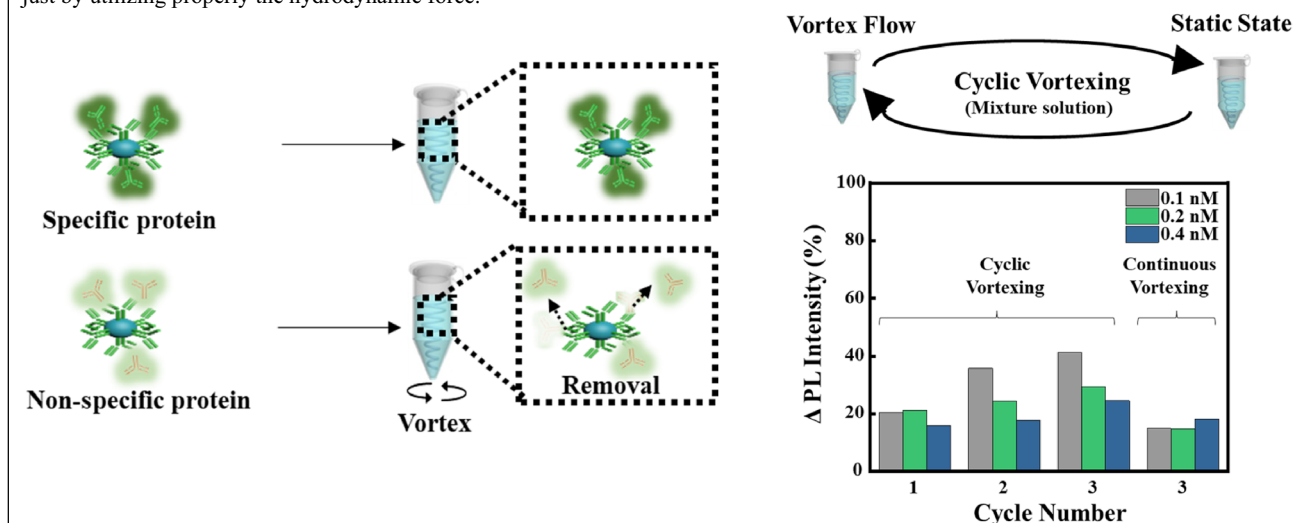 just by utilizing properly the hydrodynamic force.
Specific protein
Non-specific protein
Vortex
Removal
Vortex Flow
Static State
Cyclic Vortexing
(Mixture solution)
Δ PL Intensity (%)
100
80
60
40
20
0
0.1 nM
0.2 nM
0.4 nM
Cyclic
Vortexing
Continuous
Vortexing
1
2
3
3
Cycle Number